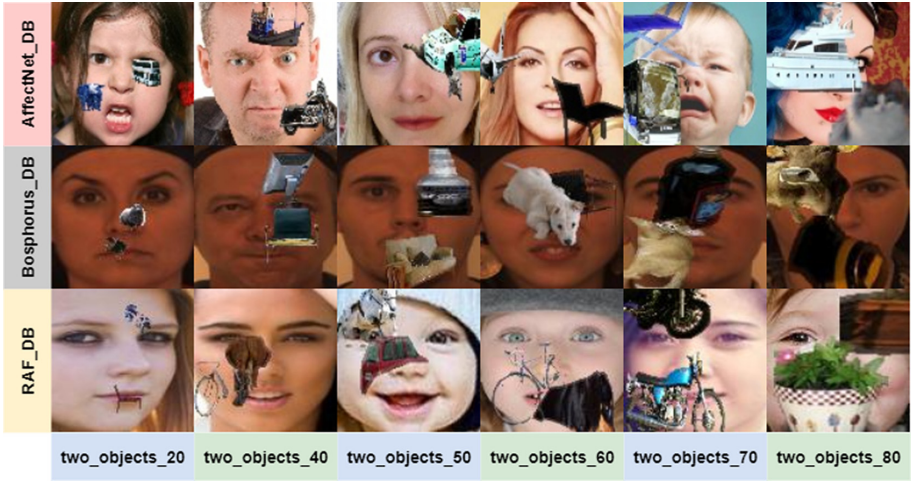 AffectNet_DB
Bosphorus_DB
RAF_DB
two_objects_20
two_objects_40
two_objects_50
two_objects_60
two_objects_70
two_objects_80